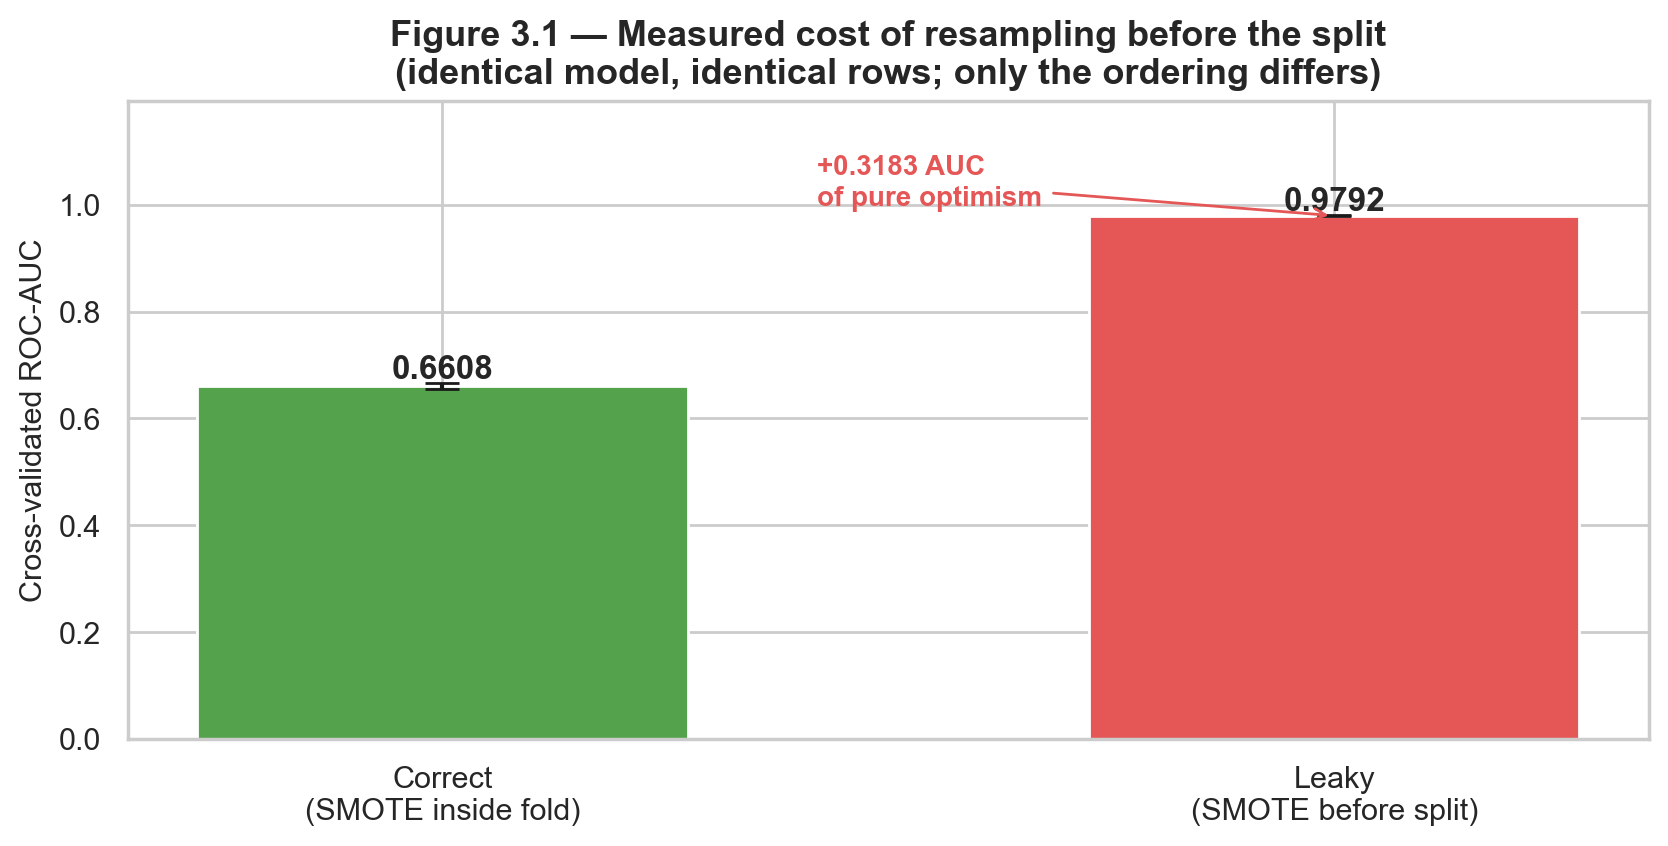 Figure 3.1 — Measured cost of resampling before the split
(identical model, identical rows; only the ordering differs)
+0.3183 AUC
of pure optimism
0.9792
0.6608
Cross-validated ROC-AUC
1.0
0.8
0.6
0.4
0.2
0.0
Correct
(SMOTE inside fold)
Leaky
(SMOTE before split)